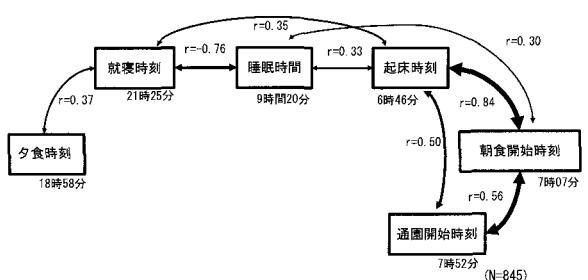 r=0.35
r=0.30
就寝時刻
r=-0.76
睡眠時間
r=0.33
起床時刻
21時25分
9時間20分
6時46分
r=0.37
r=0.84
夕食時刻
18時58分
r=0.50
朝食開始時刻
7時07分
r=0.56
通園開始時刻
7時52分
(N=845)